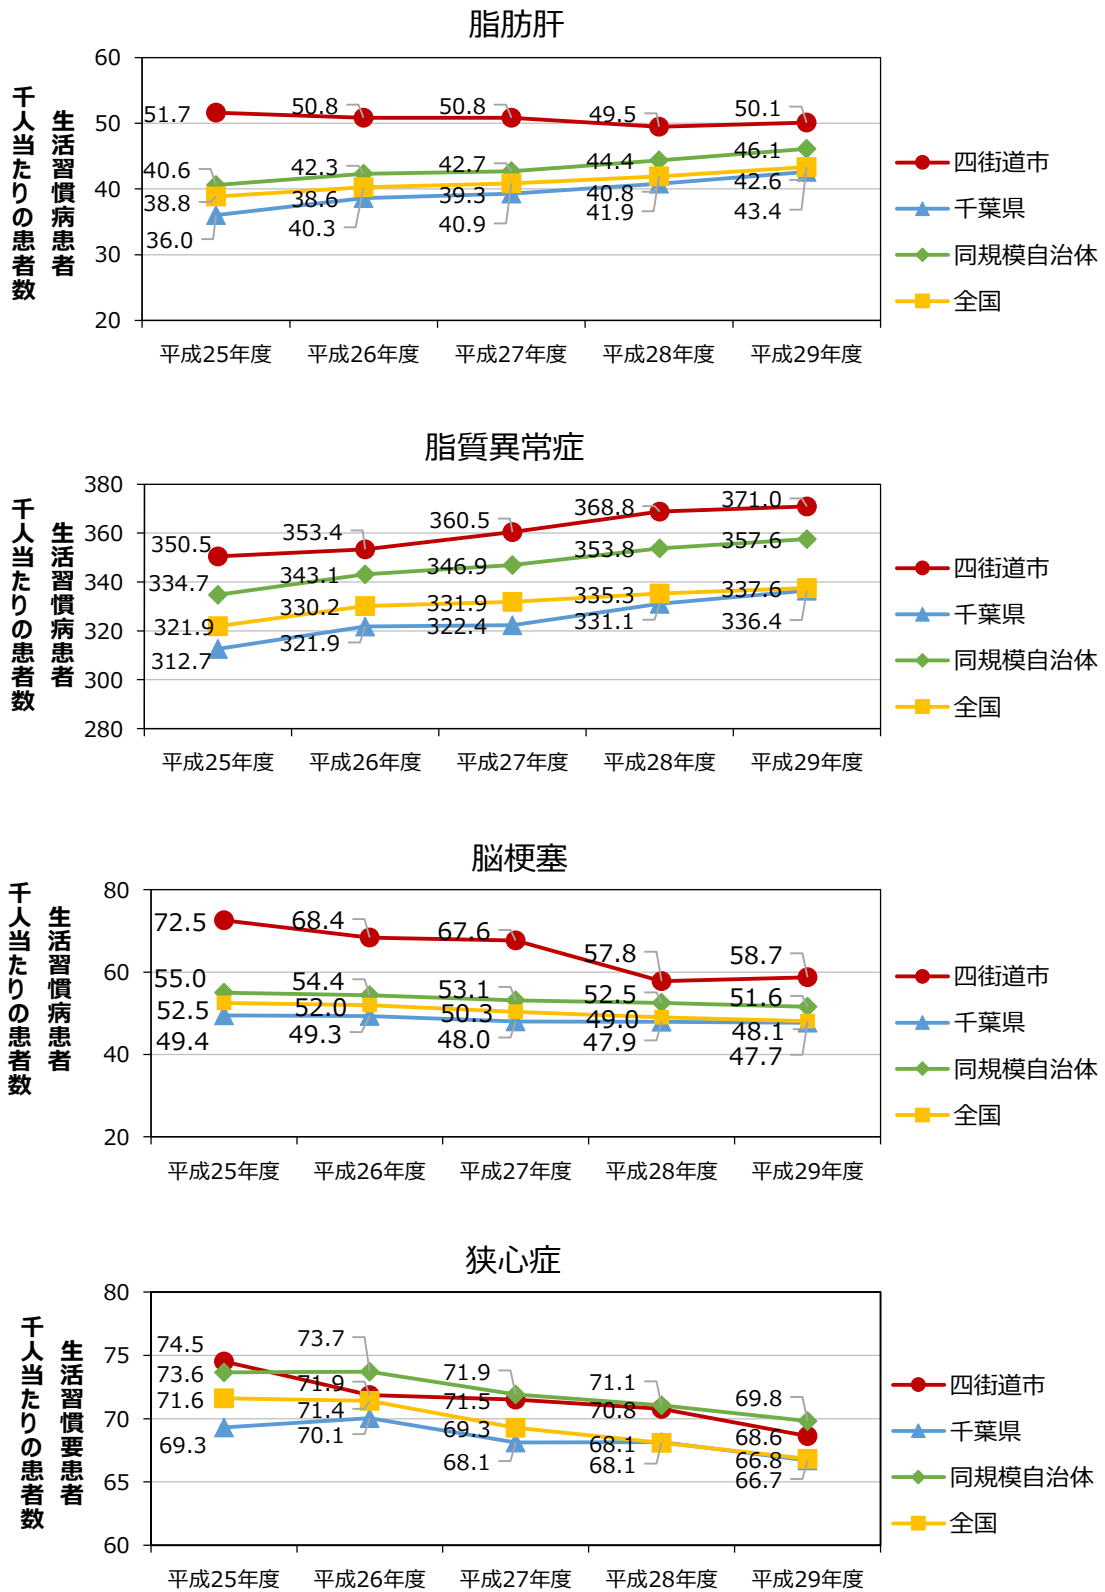 脂肪肝
生活習慣病患者
千人当たりの患者数
60
50
40
30
20
51.7
50.8
50.8
49.5
50.1
40.6
42.3
42.7
44.4
46.1
38.8
38.6
39.3
40.8
42.6
36.0
40.3
40.9
41.9
43.4
平成25年度
平成26年度
平成27年度
平成28年度
平成29年度
四街道市
千葉県
同規模自治体
全国
脂質異常症
生活習慣病患者
千人当たりの患者数
380
360
340
320
300
280
350.5
353.4
360.5
368.8
371.0
334.7
343.1
346.9
353.8
357.6
321.9
330.2
331.9
335.3
337.6
312.7
321.9
322.4
331.1
336.4
平成25年度
平成26年度
平成27年度
平成28年度
平成29年度
四街道市
千葉県
同規模自治体
全国
脳梗塞
生活習慣病患者
千人当たりの患者数
80
60
40
20
72.5
68.4
67.6
57.8
58.7
55.0
54.4
53.1
52.5
51.6
52.5
52.0
50.3
49.0
48.1
49.4
49.3
48.0
47.9
47.7
平成25年度
平成26年度
平成27年度
平成28年度
平成29年度
四街道市
千葉県
同規模自治体
全国
狭心症
生活習慣要患者
千人当たりの患者数
80
75
70
65
60
74.5
73.7
71.9
71.1
69.8
73.6
71.9
71.5
70.8
68.6
71.6
71.4
69.3
68.1
66.8
69.3
70.1
68.1
68.1
66.7
平成25年度
平成26年度
平成27年度
平成28年度
平成29年度
四街道市
千葉県
同規模自治体
全国